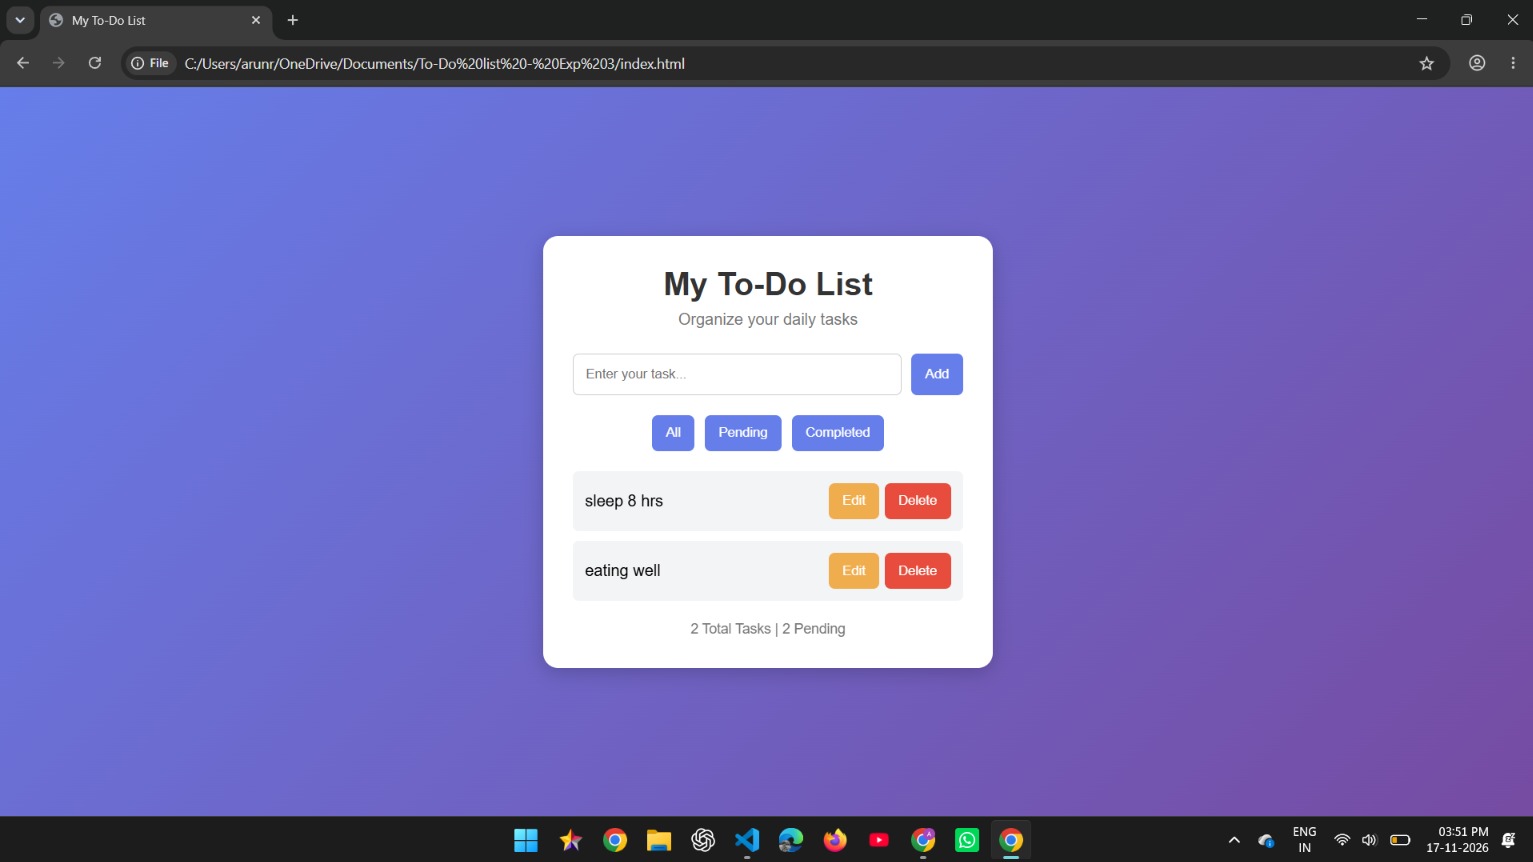 My To-Do List
File C:/Users/arunr/OneDrive/Documents/To-Do%20list%20-%20Exp%203/index.html
My To-Do List
Organize your daily tasks
Enter your task... Add
All Pending Completed
sleep 8 hrs Edit Delete
eating well Edit Delete
2 Total Tasks | 2 Pending
ENG
IN
03:51 PM
17-11-2026